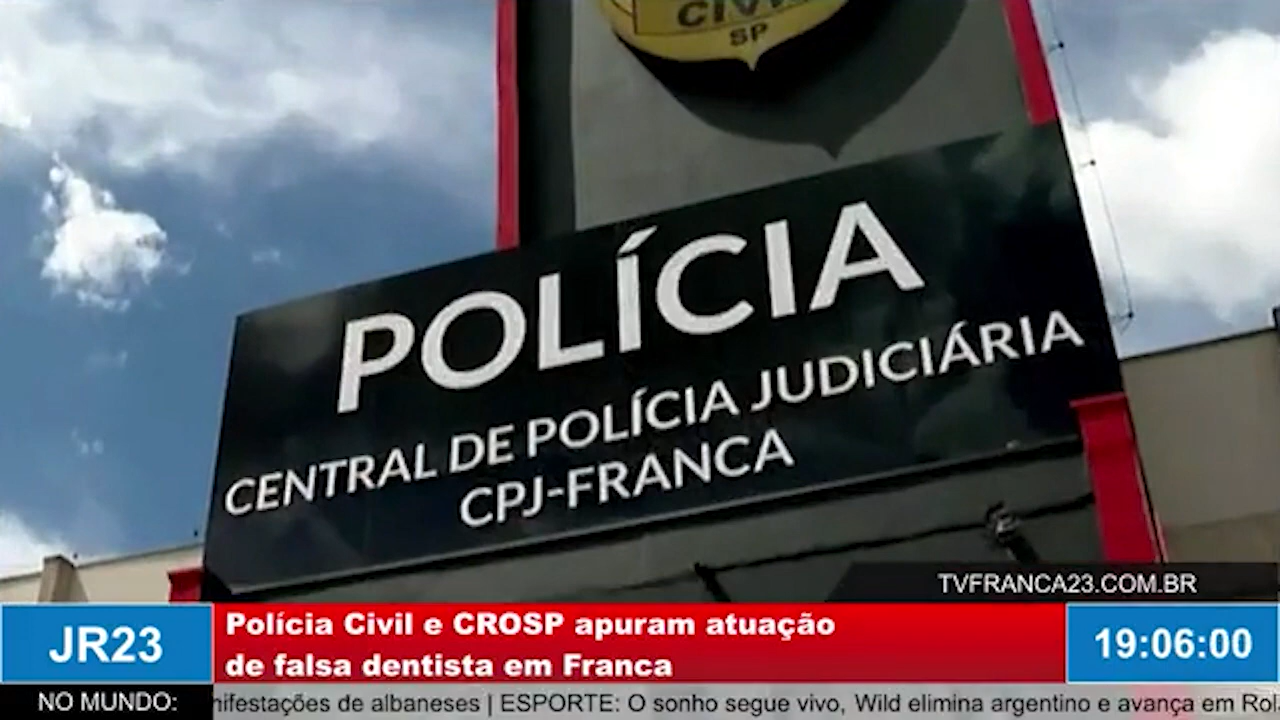 SP
POLÍCIA
CENTRAL DE POLÍCIA JUDICIÁRIA
CPJ-FRANCA
TVFRANCA23.COM.BR
JR23
Polícia Civil e CROSP apuram atuação
de falsa dentista em Franca
19:06:00
NO MUNDO:
de albaneses | ESPORTE: O sonho segue vivo, Wild elimina argentino e avança em